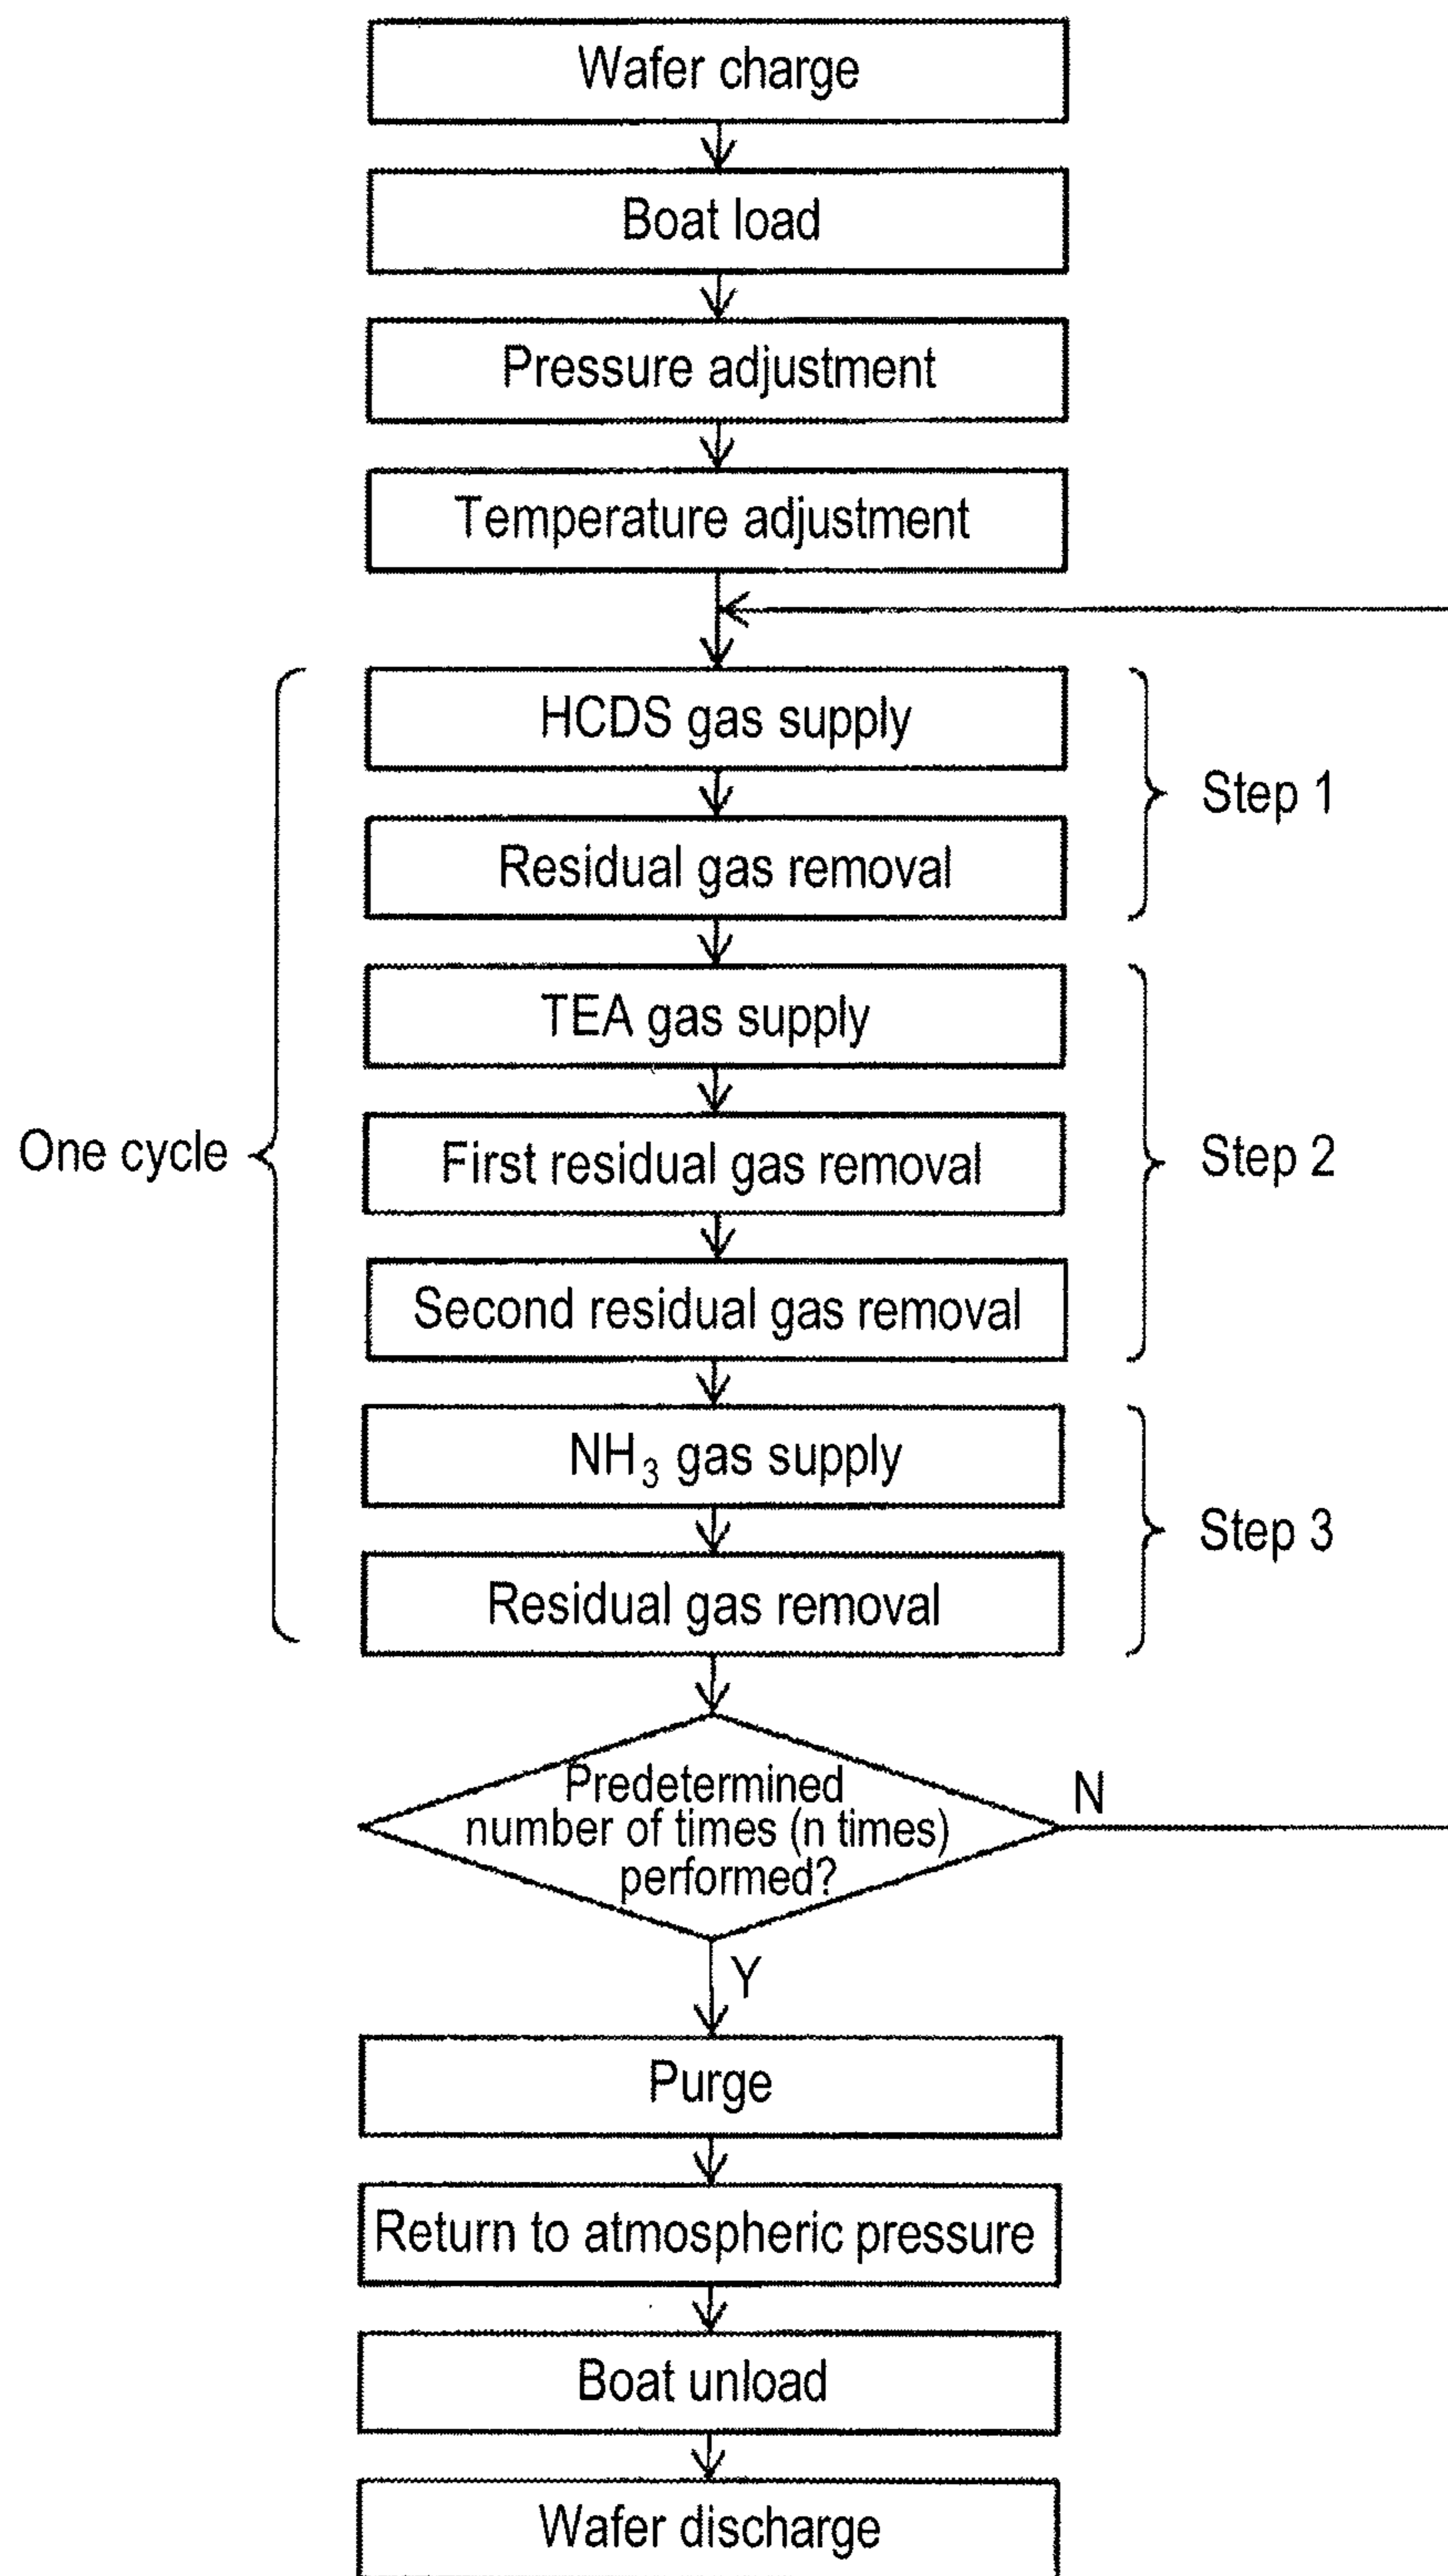 Wafer charge
Boat load
Pressure adjustment
Temperature adjustment
HCDS gas supply
Step 1
Residual gas removal
TEA gas supply
One cycle
First residual gas removal
Step 2
Second residual gas removal
NH₃ gas supply
Step 3
Residual gas removal
Predetermined
number of times (n times)
performed?
N
Y
Purge
Return to atmospheric pressure
Boat unload
Wafer discharge